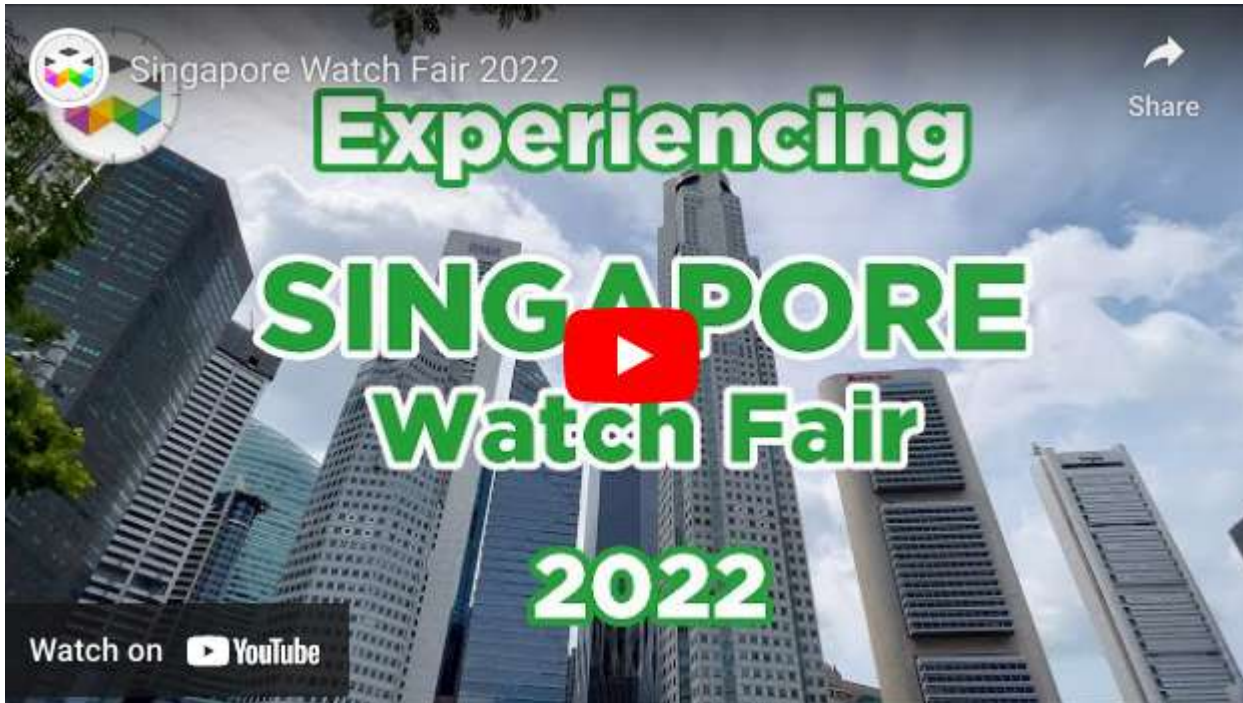 Singapore Watch Fair 2022
Share
Experiencing
SINGAPORE
Watch Fair
2022
Watch on YouTube